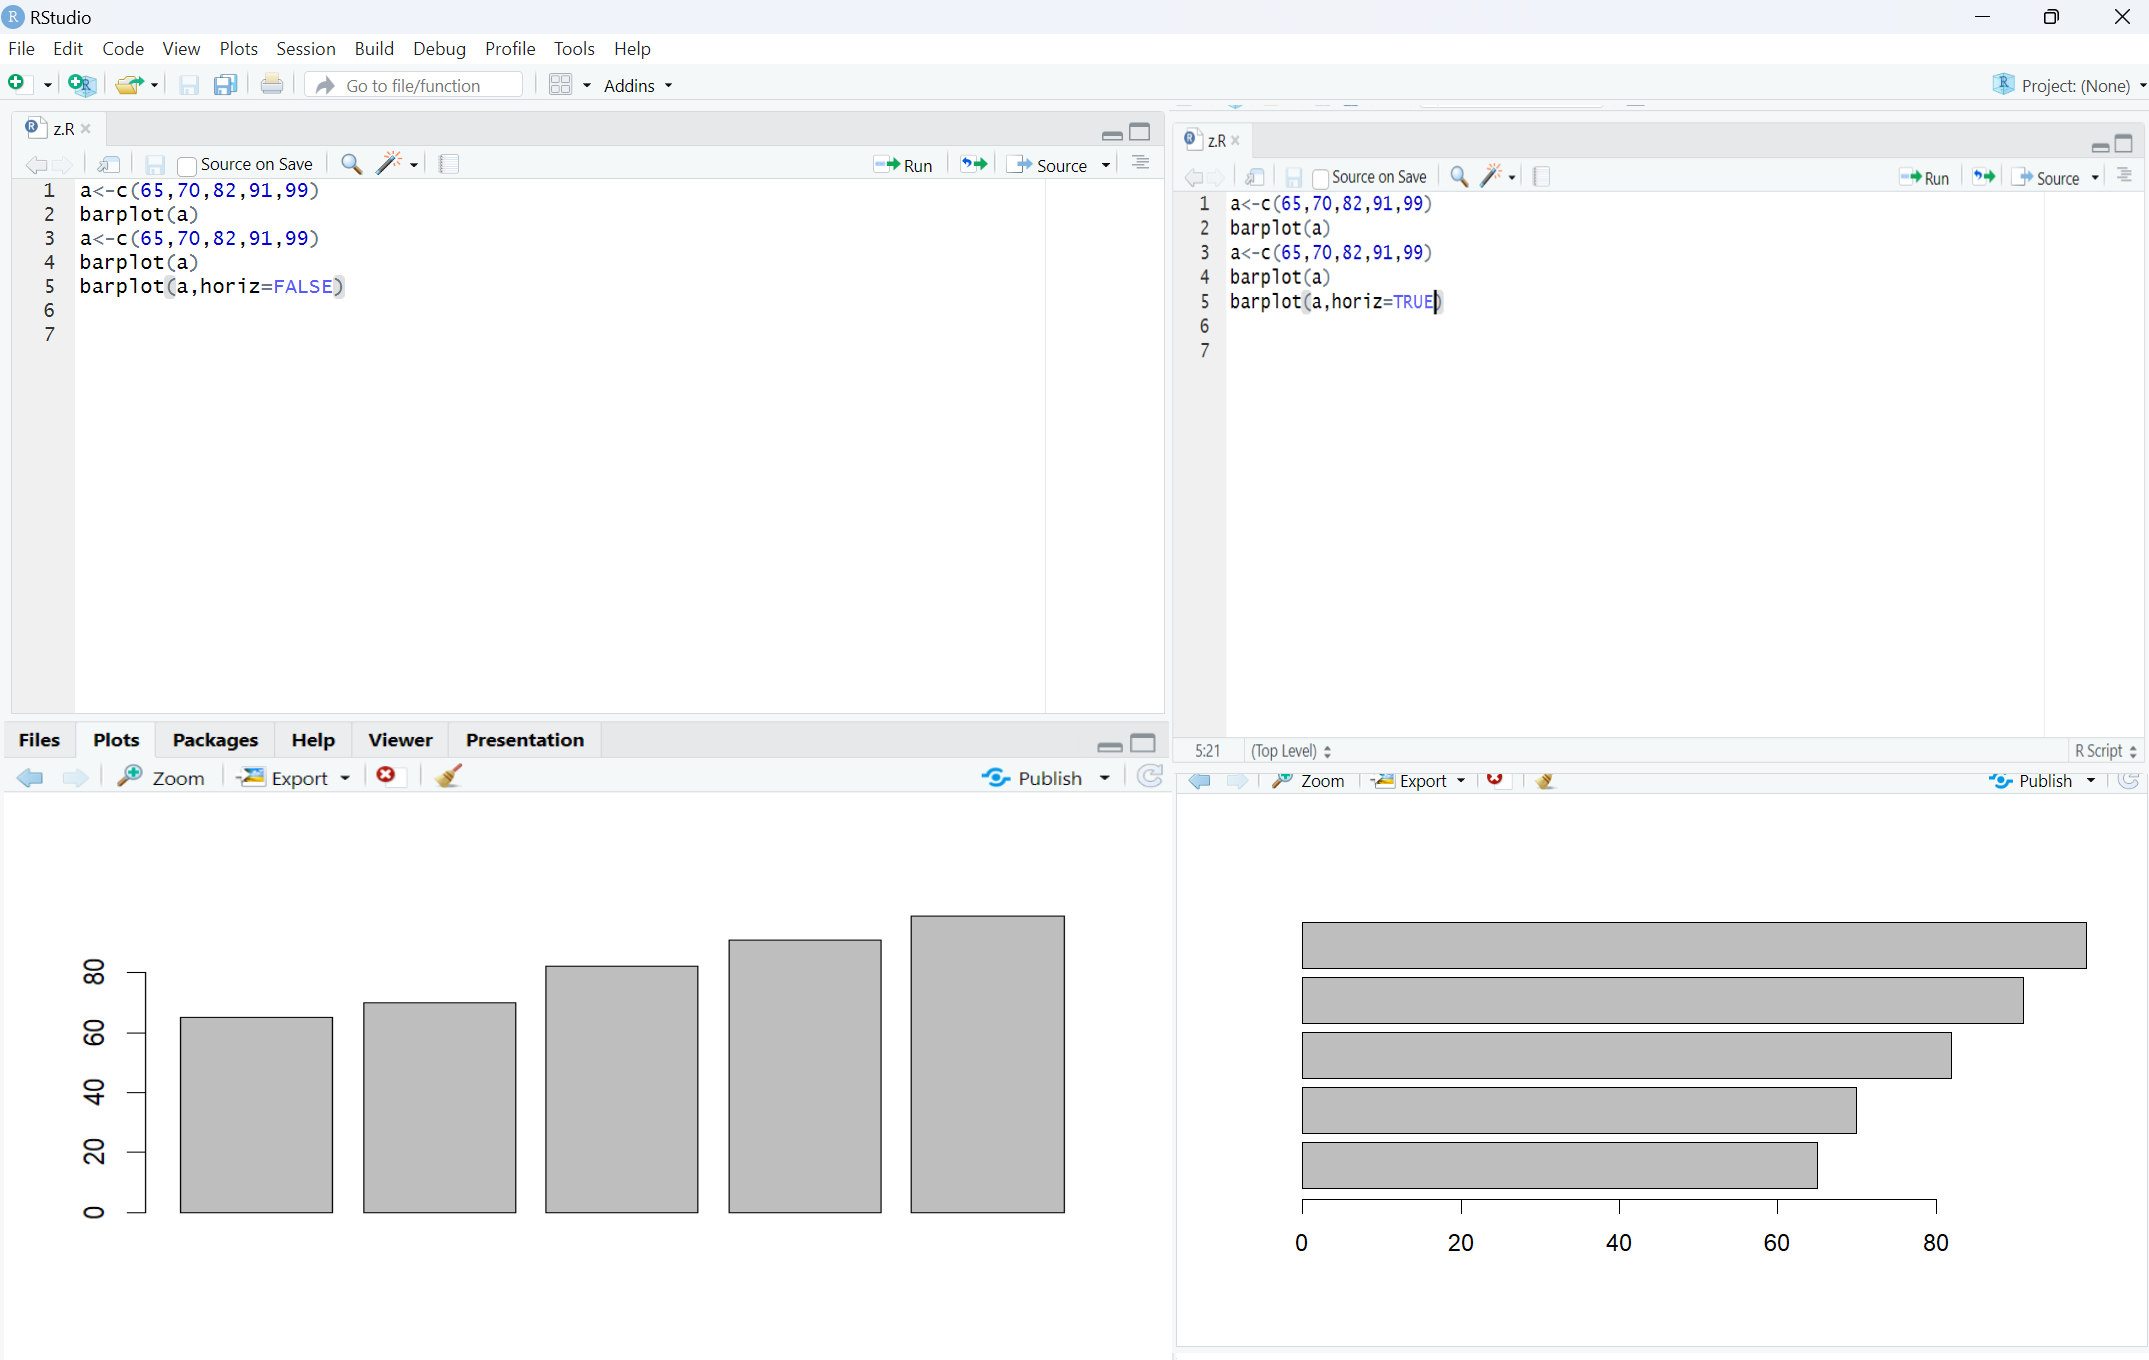 RStudio
File Edit Code View Plots Session Build Debug Profile Tools Help
Go to file/function Addins Project: (None)
z.R
Source on Save Run Source
1 a<-c(65,70,82,91,99)
2 barplot(a)
3 a<-c(65,70,82,91,99)
4 barplot(a)
5 barplot(a,horiz=FALSE)
6
7
z.R
Source on Save Run Source
1 a<-c(65,70,82,91,99)
2 barplot(a)
3 a<-c(65,70,82,91,99)
4 barplot(a)
5 barplot(a,horiz=TRUE)
6
7
5:21 (Top Level) R Script
Files Plots Packages Help Viewer Presentation
Zoom Export Publish
80
60
40
20
0
Zoom Export Publish
0 20 40 60 80